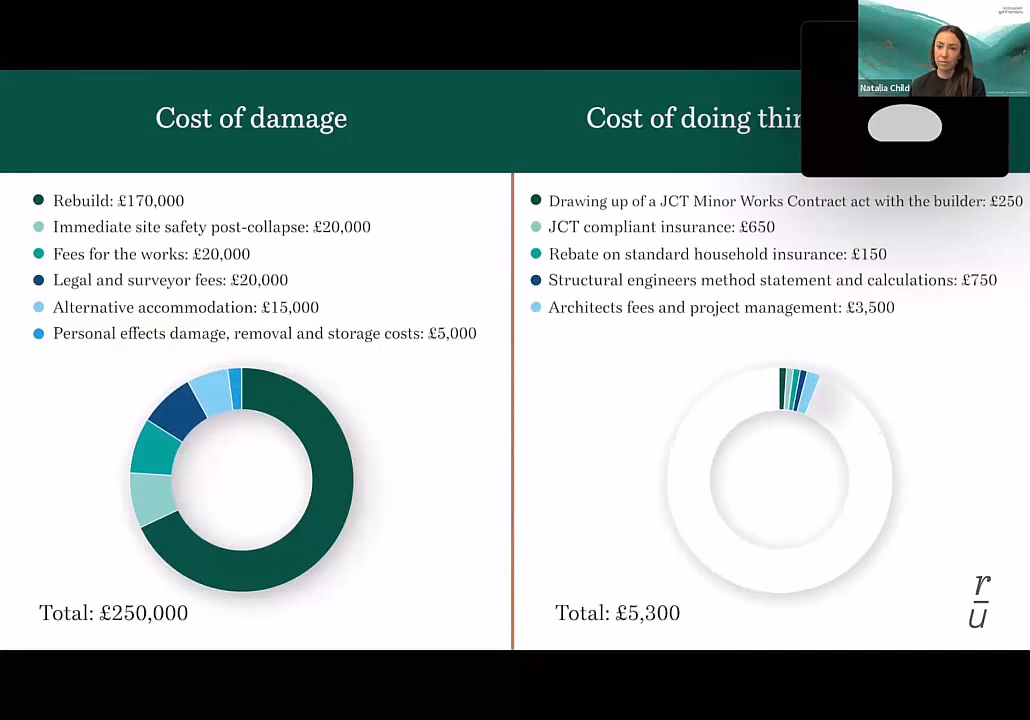 Natalia Child
Cost of damage
Cost of doing
Rebuild: £170,000
Immediate site safety post-collapse: £20,000
Fees for the works: £20,000
Legal and surveyor fees: £20,000
Alternative accommodation: £15,000
Personal effects damage, removal and storage costs: £5,000
Total: £250,000
Drawing up of a JCT Minor Works Contract act with the builder: £250
JCT compliant insurance: £650
Rebate on standard household insurance: £150
Structural engineers method statement and calculations: £750
Architects fees and project management: £3,500
Total: £5,300
r
u